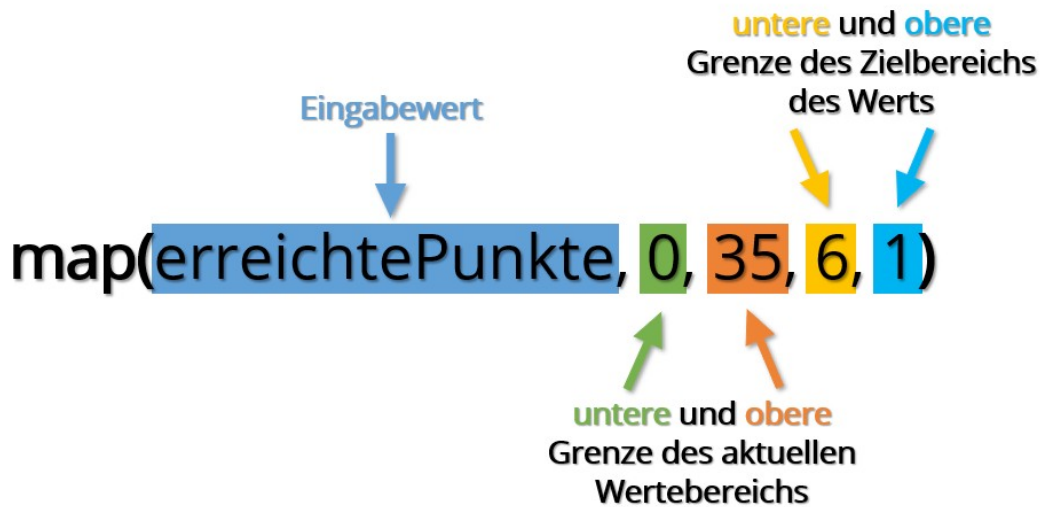 untere und obere
Grenze des Zielbereichs
des Werts
Eingabewert
map(erreichtePunkte, 0, 35, 6, 1)
untere und obere
Grenze des aktuellen
Wertebereichs